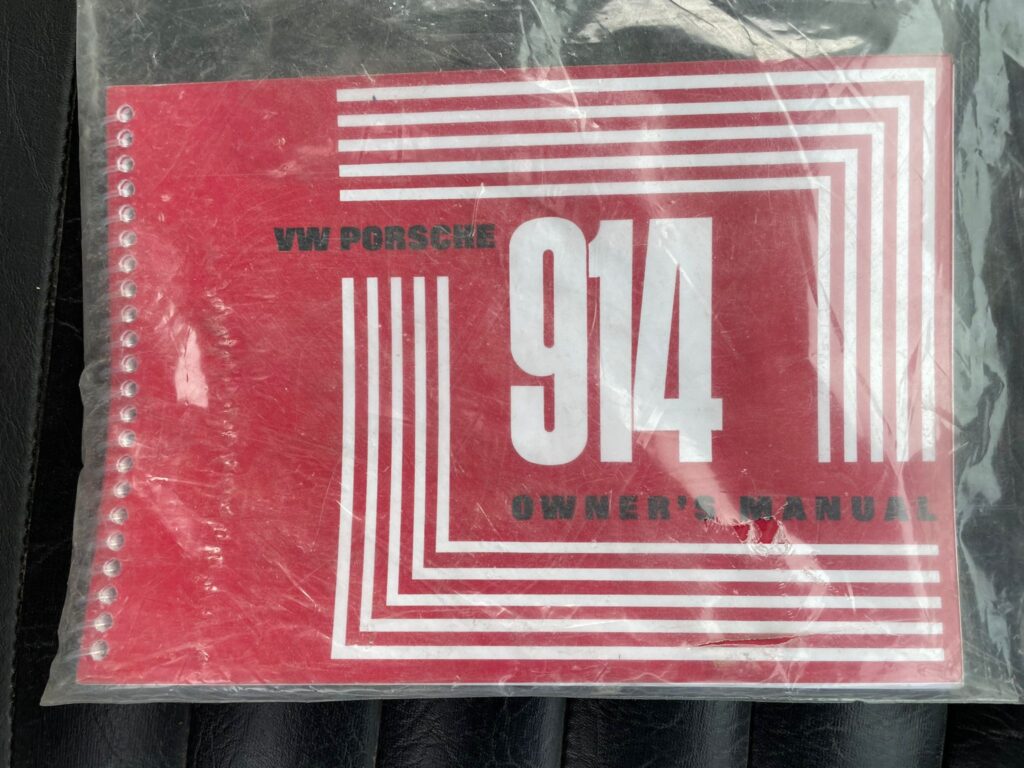 VW PORSCHE
914
OWNER'S MANUAL